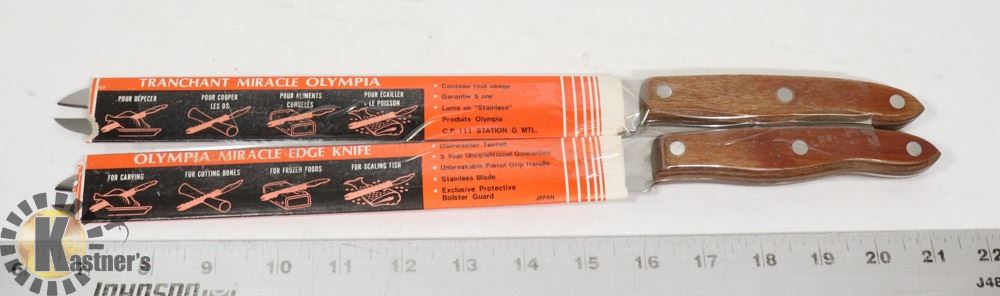 TRANCHANT MIRACLE OLYMPIA
POUR DÉPECER
POUR COUPER
LES OS
POUR ALIMENTS
CONGELÉS
POUR ÉCAILLER
LE POISSON
• Couteau tout usage
• Garantie 5 ans
• Lame en "Stainless"
Produits Olympia
C.P. 111 STATION G MTL.
OLYMPIA MIRACLE EDGE KNIFE
FOR CARVING
FOR CUTTING BONES
FOR FROZEN FOODS
FOR SCALING FISH
Dishwasher Tested
• 5 Year Unconditional Guarantee
• Unbreakable Pistol Grip Handle
• Stainless Blade
• Exclusive Protective
Bolster Guard
JAPAN
Kastner's
8 9 10 11 12 13 14 15 16 17 18 19 20 21 22
JOHNSON
J48